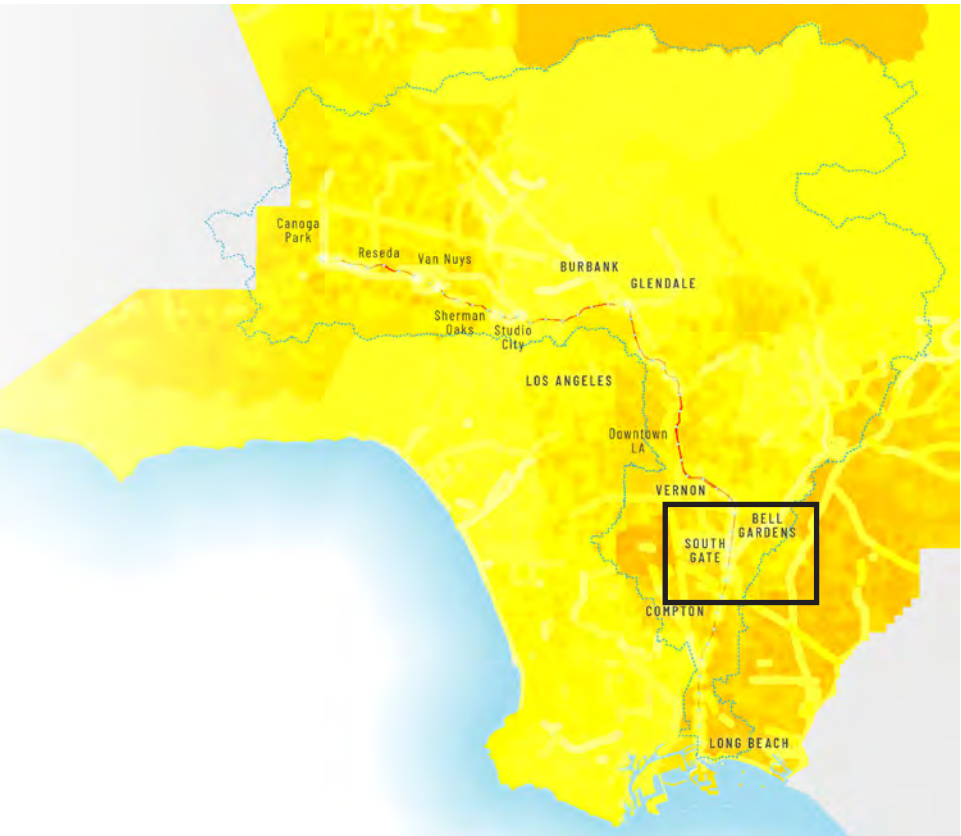 Canoga
Park
Reseda
Van Nuys
BURBANK
GLENDALE
Sherman
Oaks
Studio
City
LOS ANGELES
Downtown
LA
VERNON
BELL
GARDENS
SOUTH
GATE
COMPTON
LONG BEACH